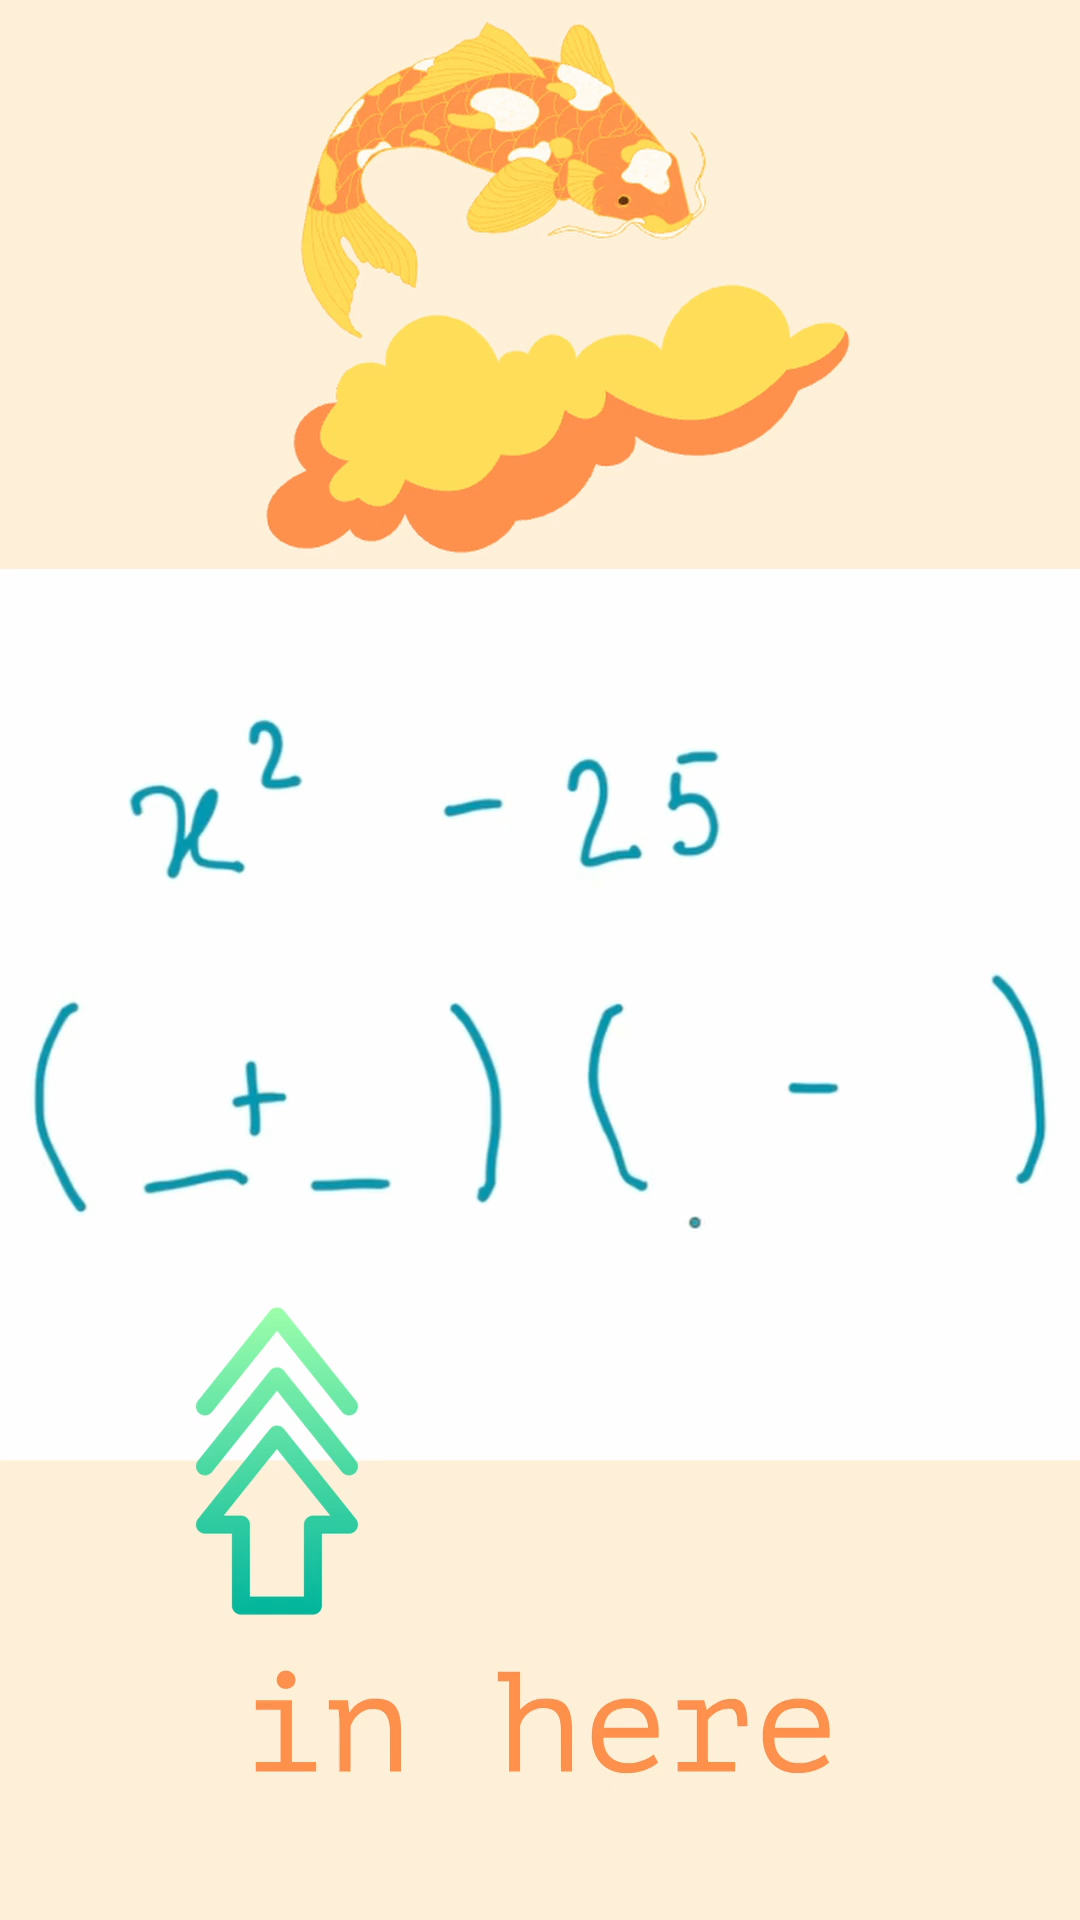 x² - 25
( _ + _ ) ( - )
in here